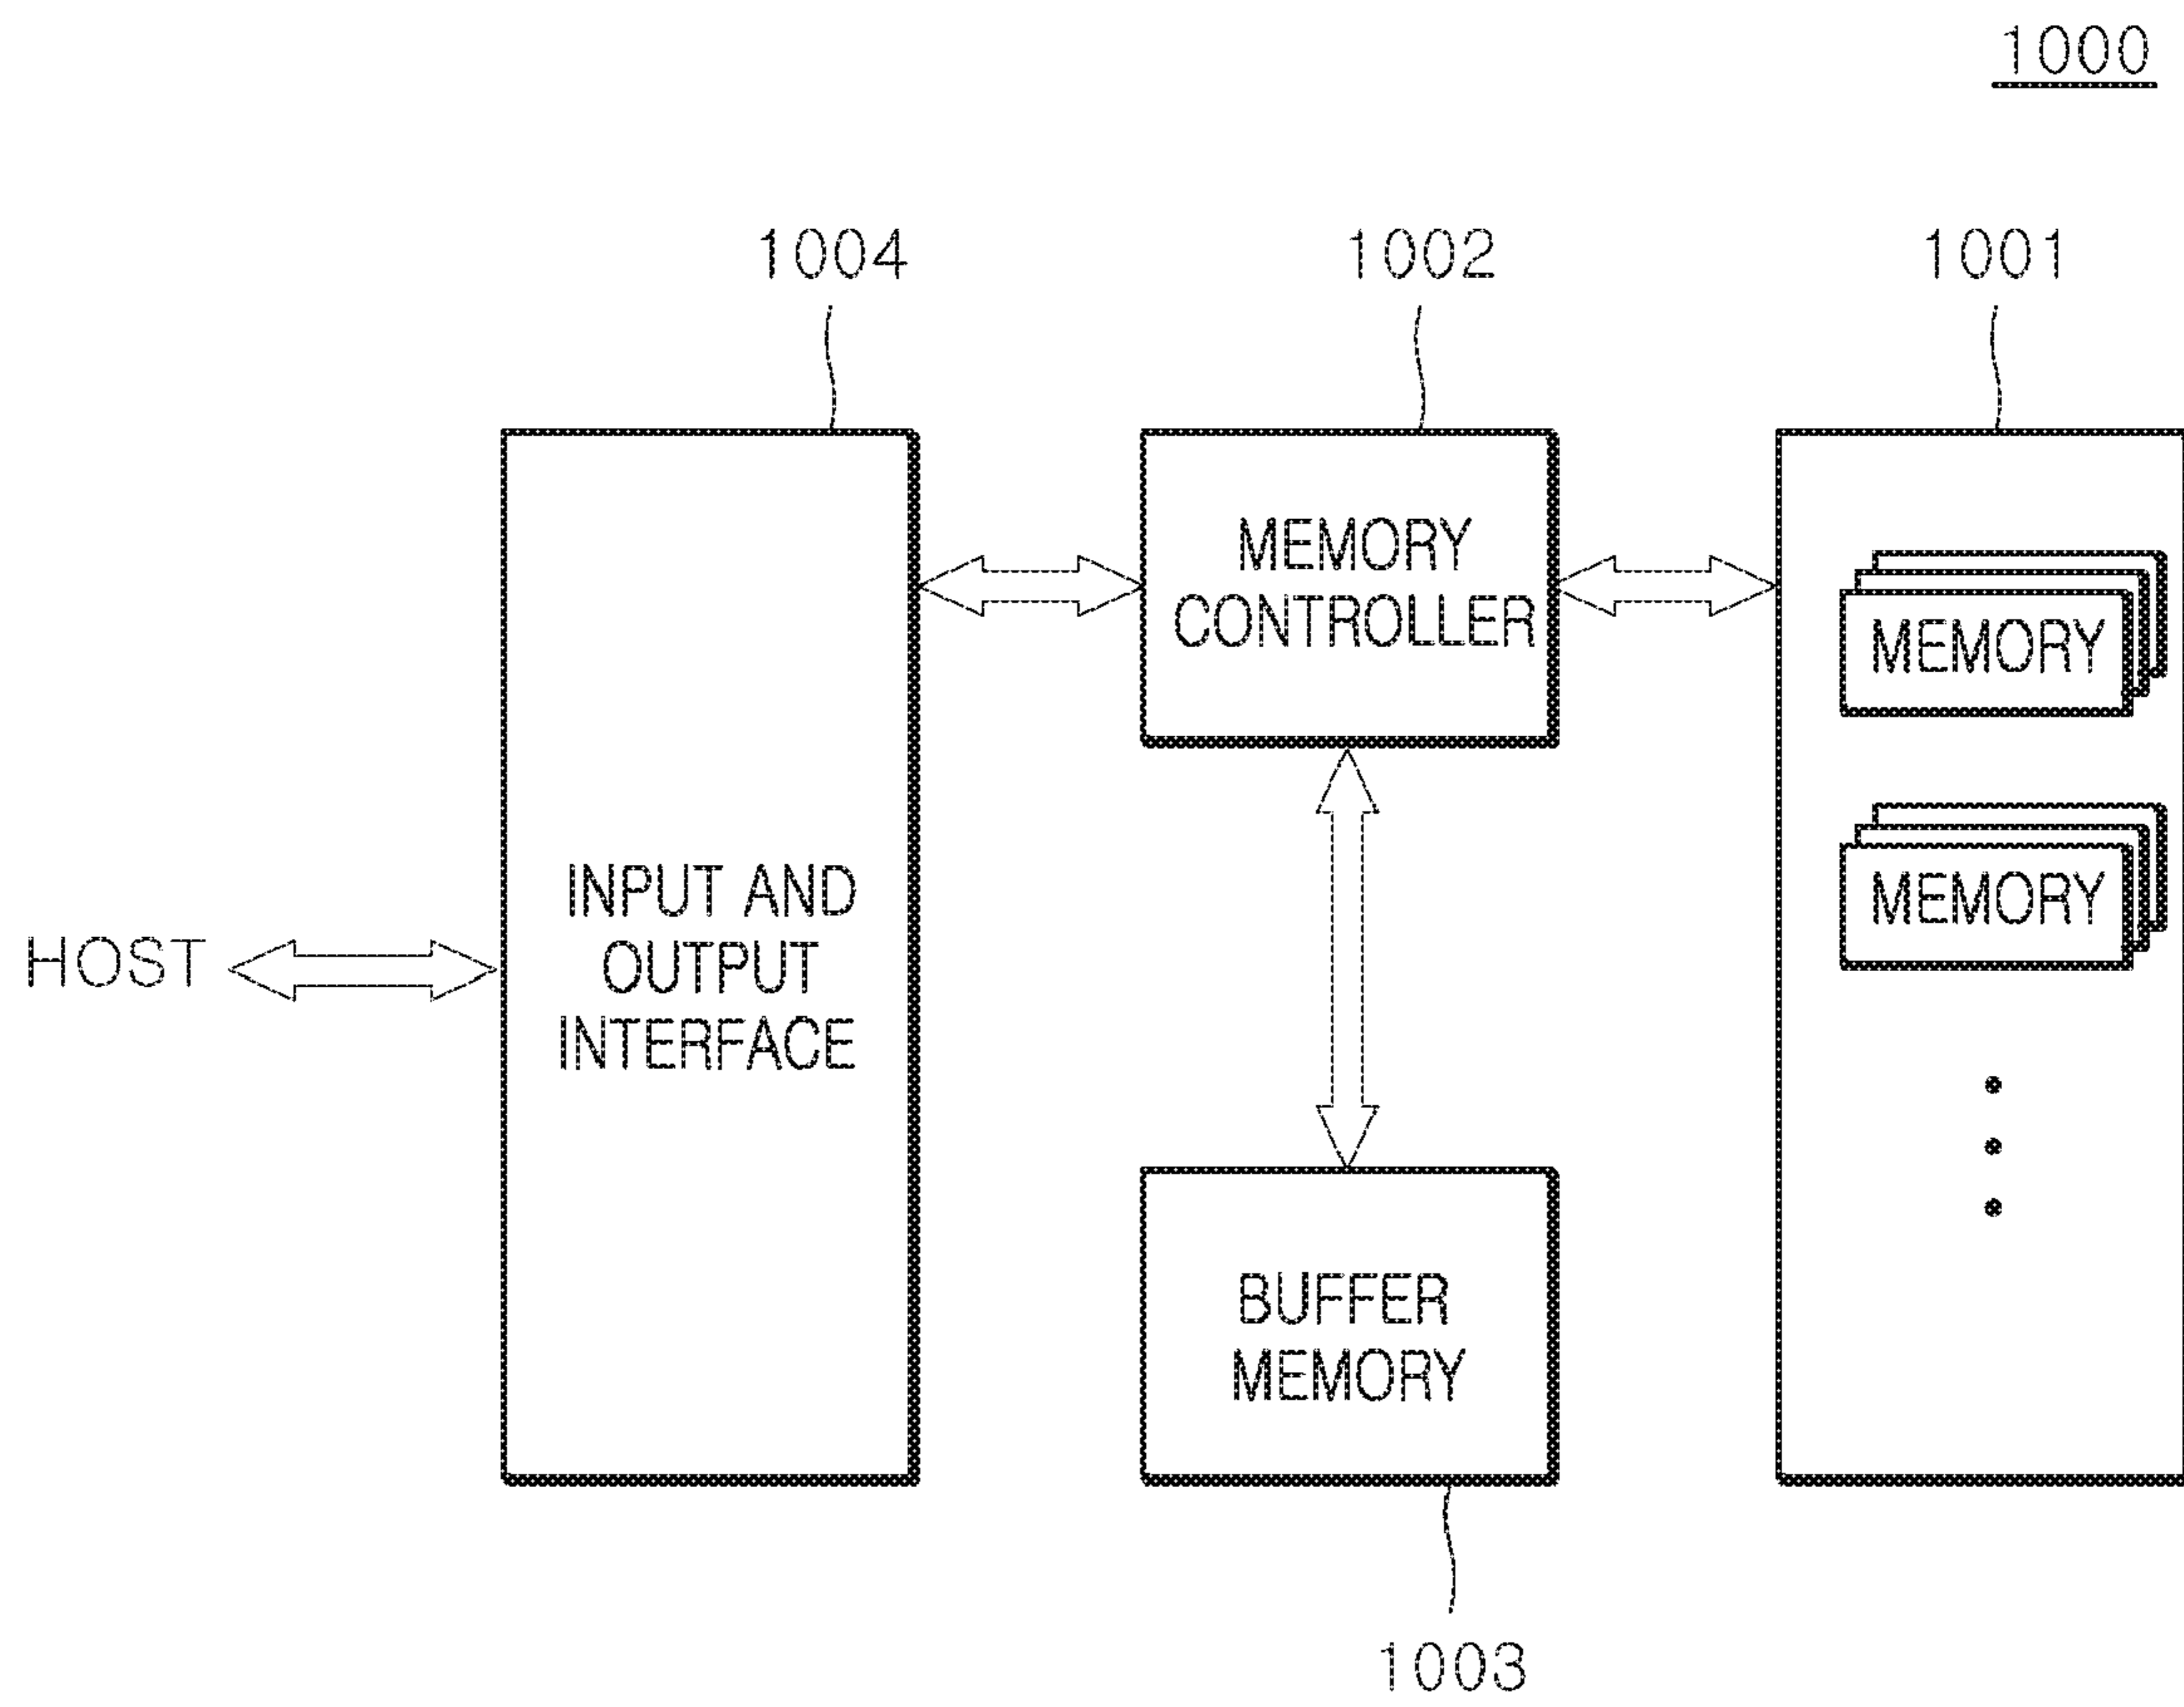 1000
1004
1002
1001
MEMORY
CONTROLLER
MEMORY
MEMORY
INPUT AND
OUTPUT
INTERFACE
HOST
BUFFER
MEMORY
1003